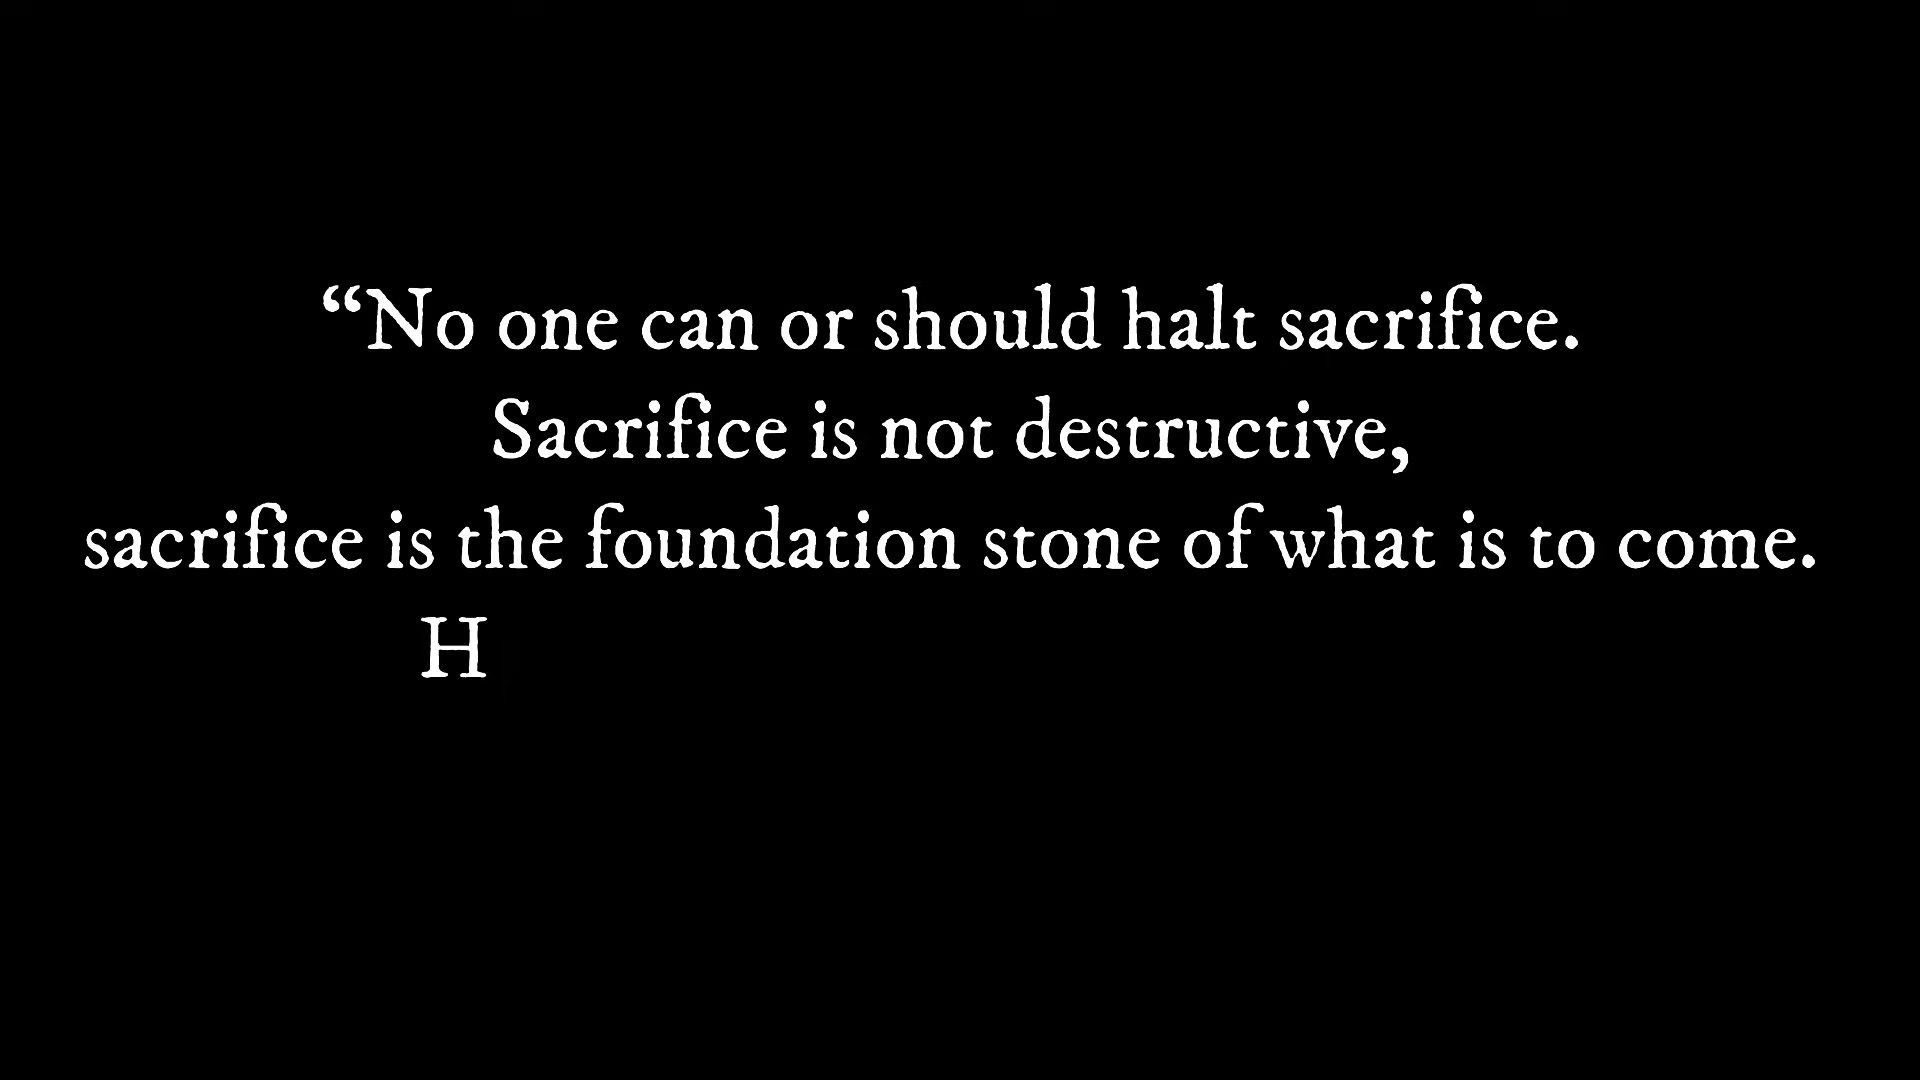 “No one can or should halt sacrifice.
Sacrifice is not destructive,
sacrifice is the foundation stone of what is to come.
H